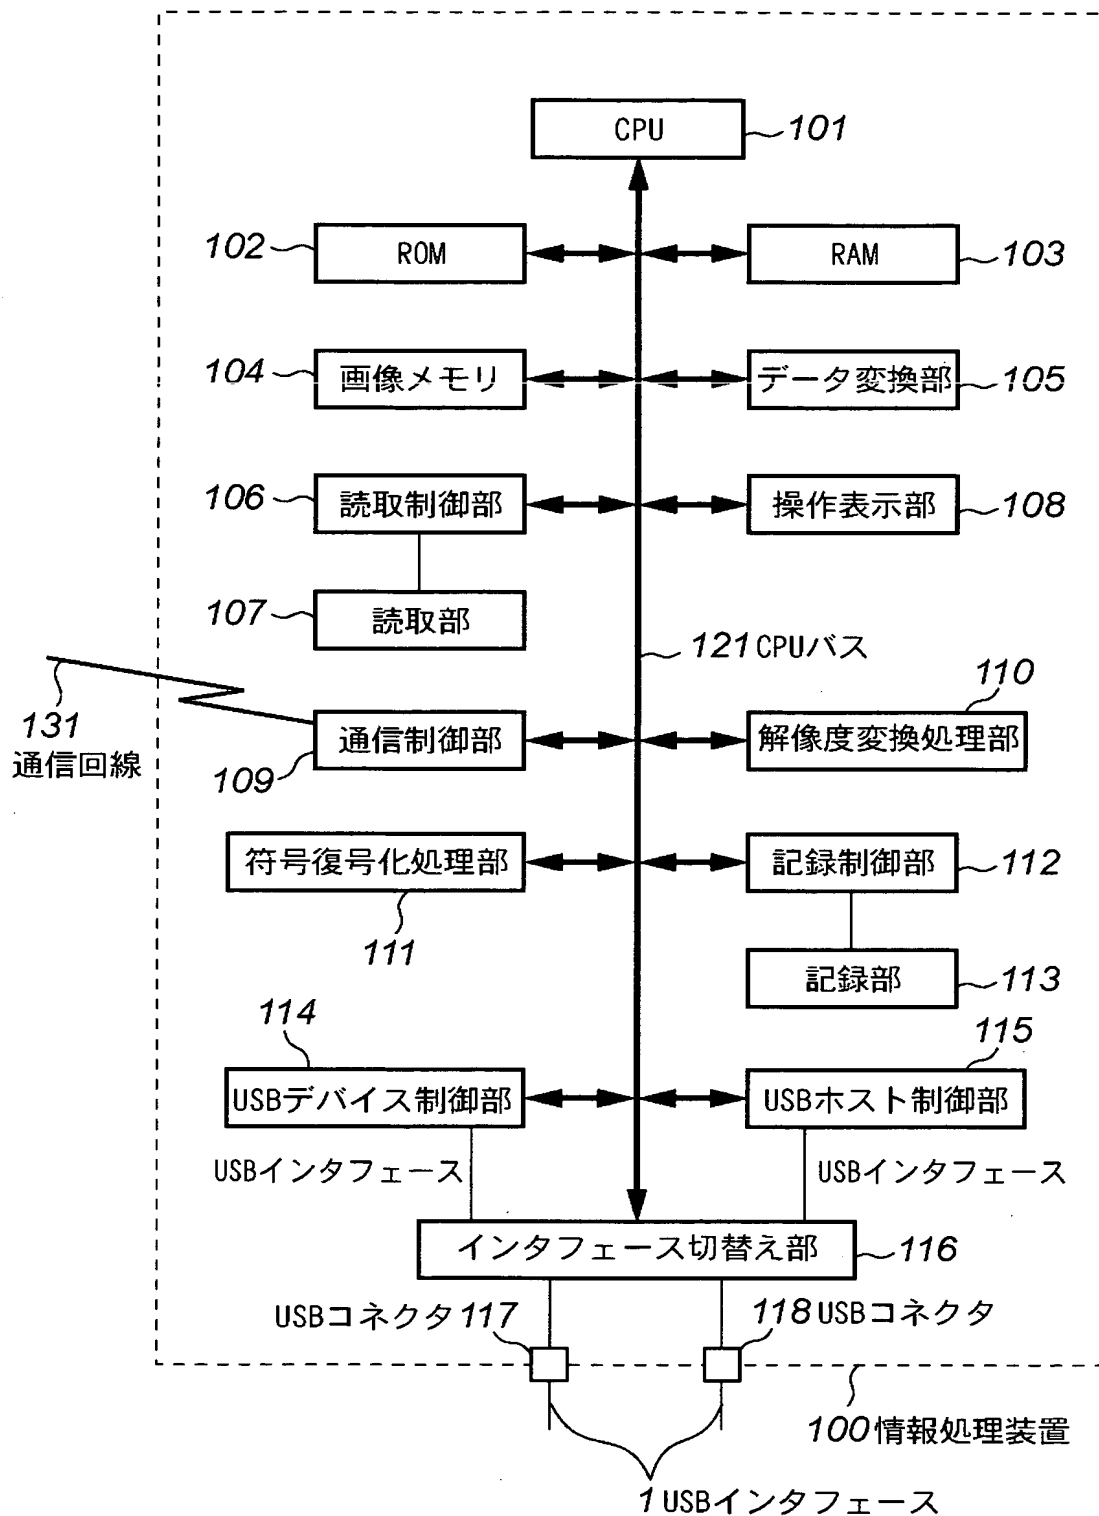 CPU 101
102 ROM
RAM 103
104 画像メモリ
データ変換部 105
106 読取制御部
操作表示部 108
107 読取部
121 CPUバス
131
通信回線
通信制御部
109
110
解像度変換処理部
符号復号化処理部
111
記録制御部 112
記録部 113
114
USBデバイス制御部
115
USBホスト制御部
USBインタフェース
USBインタフェース
インタフェース切替え部 116
USBコネクタ 117
118 USBコネクタ
100 情報処理装置
1 USBインタフェース